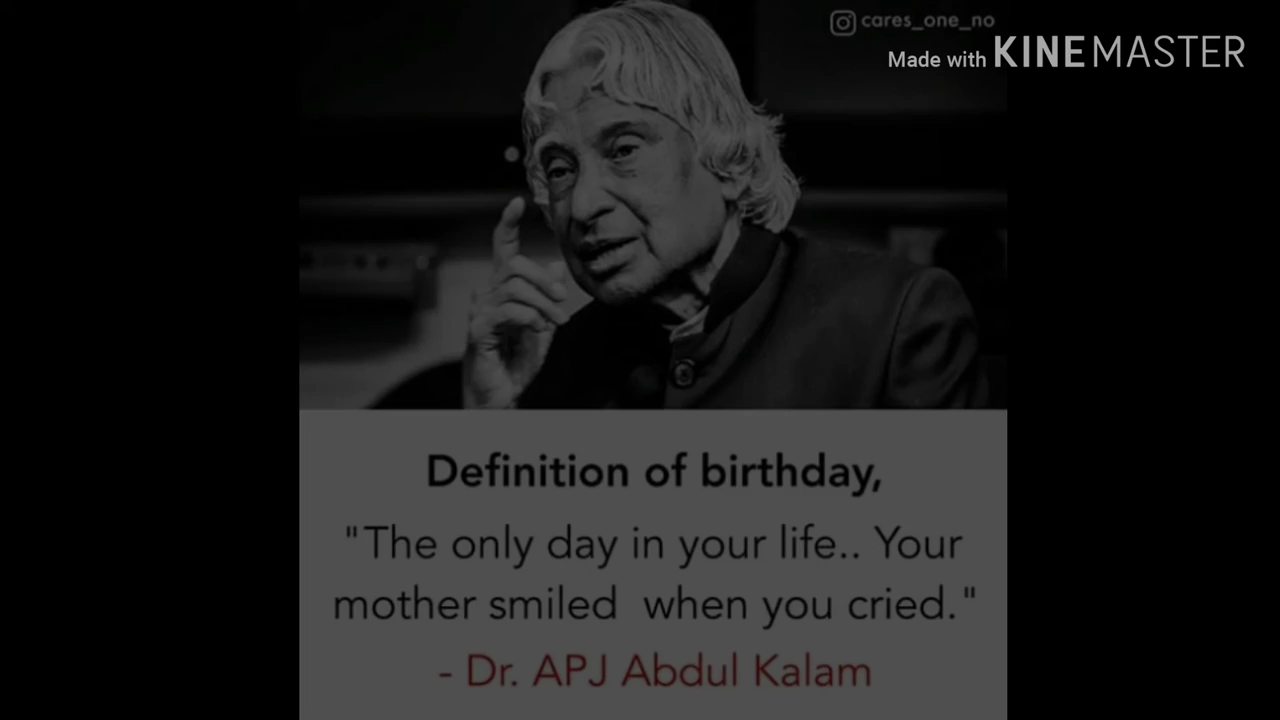 cares_one_no
Made with KINEMASTER
Definition of birthday,
"The only day in your life.. Your
mother smiled when you cried."
- Dr. APJ Abdul Kalam